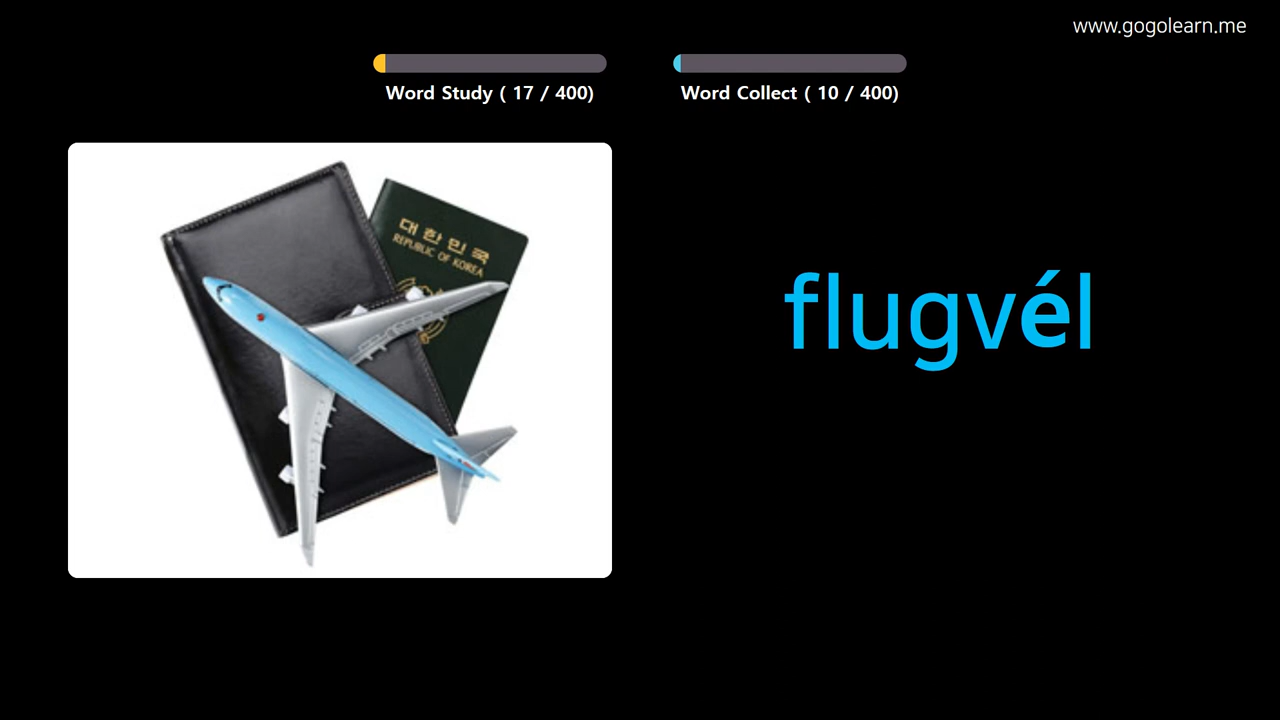 www.gogolearn.me
Word Study ( 17 / 400)
Word Collect ( 10 / 400)
대한민국
REPUBLIC OF KOREA
flugvél